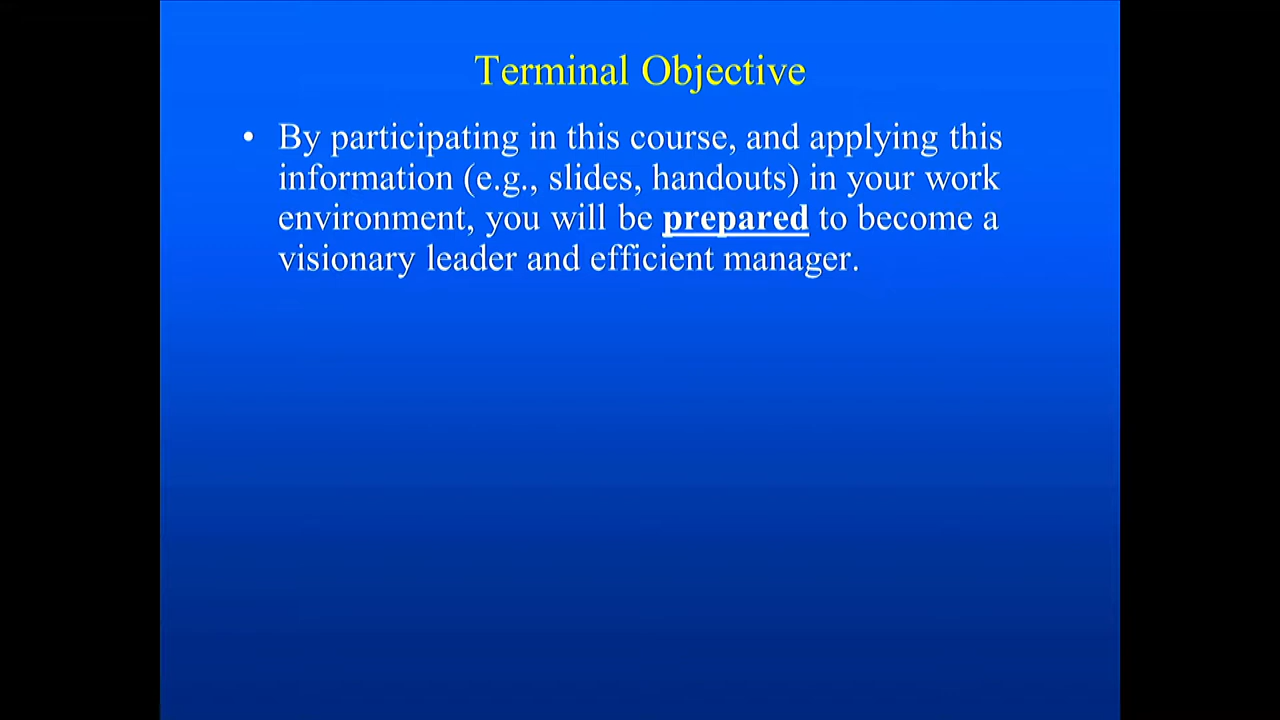 Terminal Objective
• By participating in this course, and applying this
information (e.g., slides, handouts) in your work
environment, you will be prepared to become a
visionary leader and efficient manager.